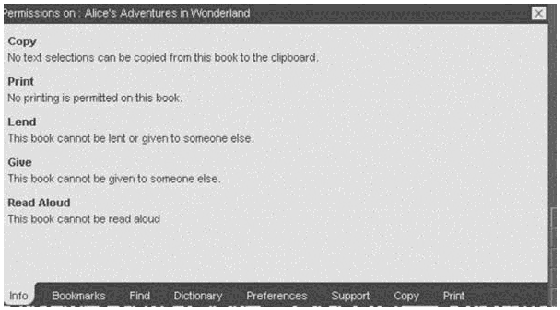 Permissions on : Alice's Adventures in Wonderland
Copy
No text selections can be copied from this book to the clipboard.
Print
No printing is permitted on this book.
Lend
This book cannot be lent or given to someone else.
Give
This book cannot be given to someone else.
Read Aloud
This book cannot be read aloud
Info Bookmarks Find Dictionary Preferences Support Copy Print